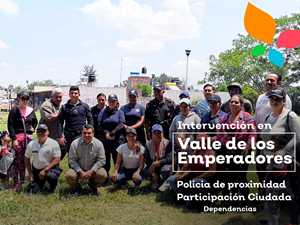 Intervención en
Valle de los
Emperadores
Policía de proximidad
Participación Ciudada
Dependencias